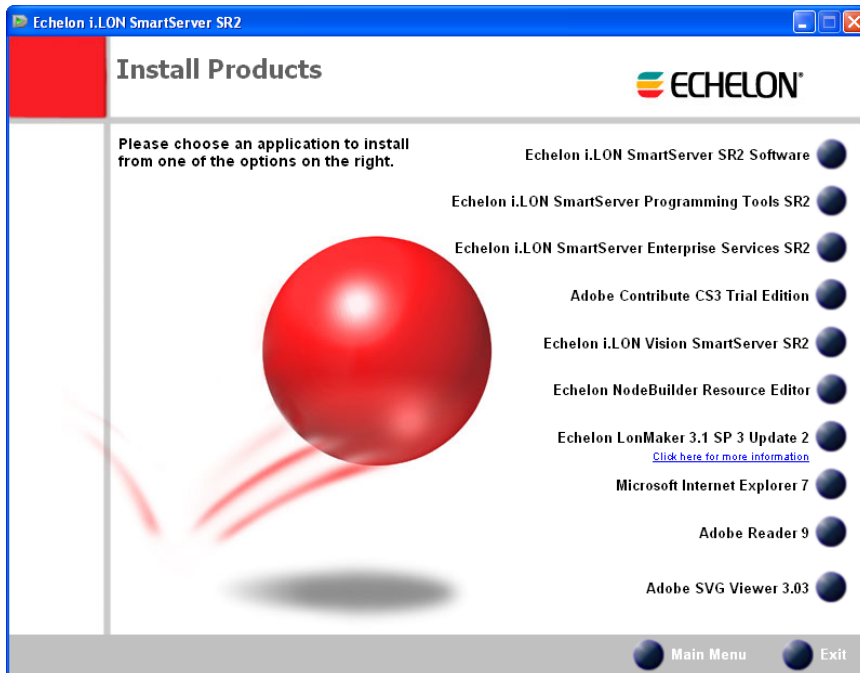 Echelon i.LON SmartServer SR2
Install Products
ECHELON®
Please choose an application to install
from one of the options on the right.
Echelon i.LON SmartServer SR2 Software
Echelon i.LON SmartServer Programming Tools SR2
Echelon i.LON SmartServer Enterprise Services SR2
Adobe Contribute CS3 Trial Edition
Echelon i.LON Vision SmartServer SR2
Echelon NodeBuilder Resource Editor
Echelon LonMaker 3.1 SP 3 Update 2
Click here for more information
Microsoft Internet Explorer 7
Adobe Reader 9
Adobe SVG Viewer 3.03
Main Menu
Exit